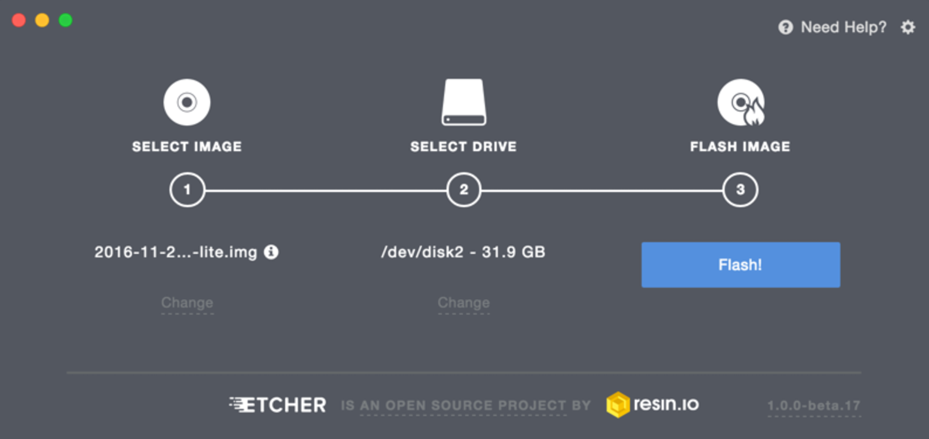 Need Help?
SELECT IMAGE
SELECT DRIVE
FLASH IMAGE
1
2
3
2016-11-2...-lite.img
/dev/disk2 - 31.9 GB
Flash!
Change
Change
ETCHER IS AN OPEN SOURCE PROJECT BY resin.io
1.0.0-beta.17